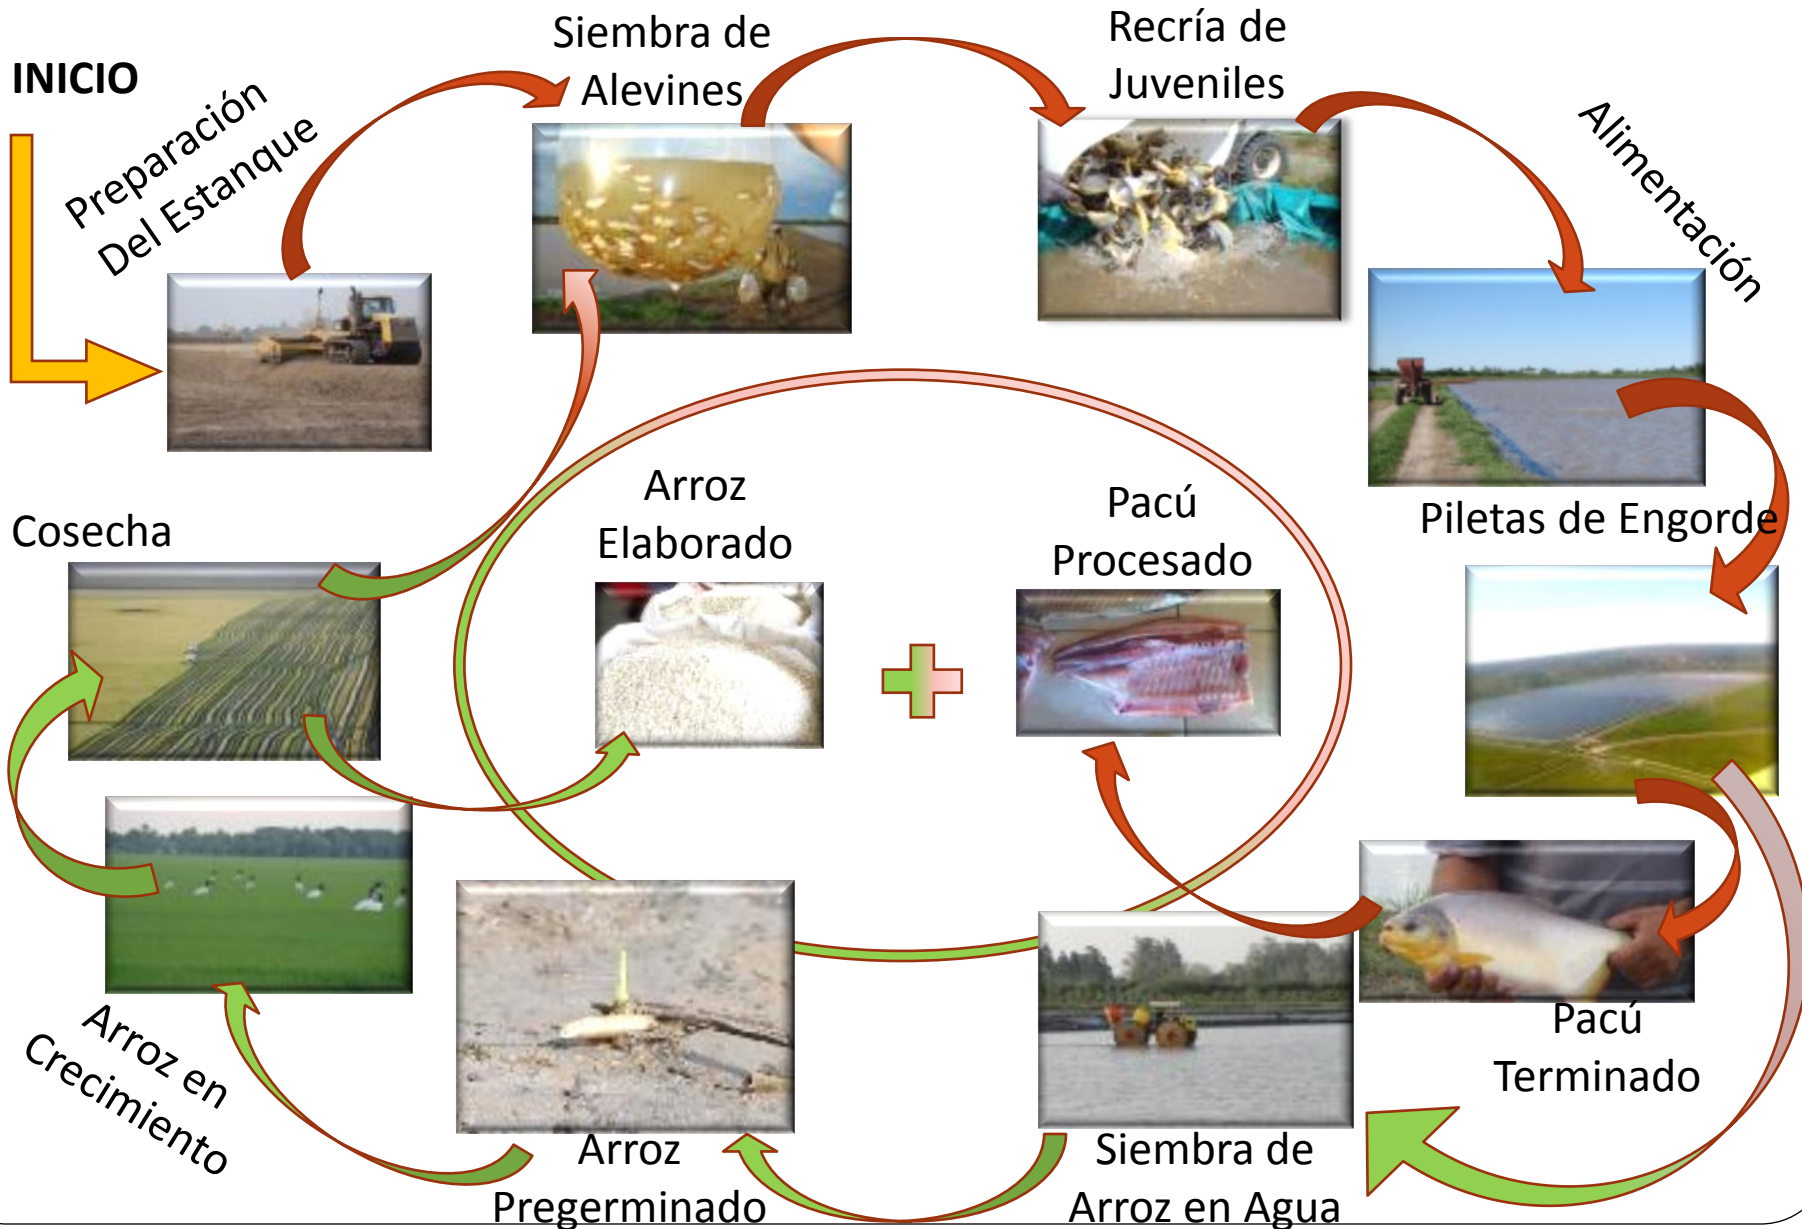 INICIO
Preparación
Del Estanque
Siembra de
Alevines
Recría de
Juveniles
Alimentación
Piletas de Engorde
Cosecha
Arroz
Elaborado
Pacú
Procesado
Pacú
Terminado
Siembra de
Arroz en Agua
Arroz
Pregerminado
Arroz en
Crecimiento